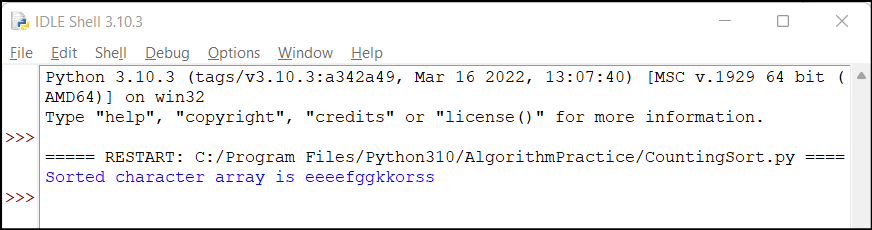 IDLE Shell 3.10.3
File Edit Shell Debug Options Window Help
Python 3.10.3 (tags/v3.10.3:a342a49, Mar 16 2022, 13:07:40) [MSC v.1929 64 bit (
AMD64)] on win32
Type "help", "copyright", "credits" or "license()" for more information.
>>>
===== RESTART: C:/Program Files/Python310/AlgorithmPractice/CountingSort.py ====
Sorted character array is eeeefggkkorss
>>>